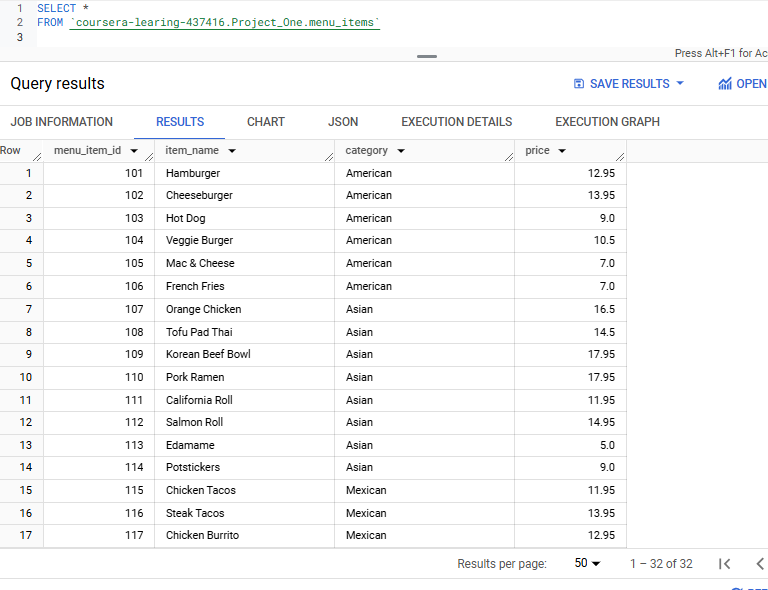 1 SELECT *
2 FROM `coursera-learing-437416.Project_One.menu_items`
3
Press Alt+F1 for Ac
Query results SAVE RESULTS OPEN
JOB INFORMATION RESULTS CHART JSON EXECUTION DETAILS EXECUTION GRAPH
Row menu_item_id item_name category price
1 101 Hamburger American 12.95
2 102 Cheeseburger American 13.95
3 103 Hot Dog American 9.0
4 104 Veggie Burger American 10.5
5 105 Mac & Cheese American 7.0
6 106 French Fries American 7.0
7 107 Orange Chicken Asian 16.5
8 108 Tofu Pad Thai Asian 14.5
9 109 Korean Beef Bowl Asian 17.95
10 110 Pork Ramen Asian 17.95
11 111 California Roll Asian 11.95
12 112 Salmon Roll Asian 14.95
13 113 Edamame Asian 5.0
14 114 Potstickers Asian 9.0
15 115 Chicken Tacos Mexican 11.95
16 116 Steak Tacos Mexican 13.95
17 117 Chicken Burrito Mexican 12.95
Results per page: 50 1 – 32 of 32